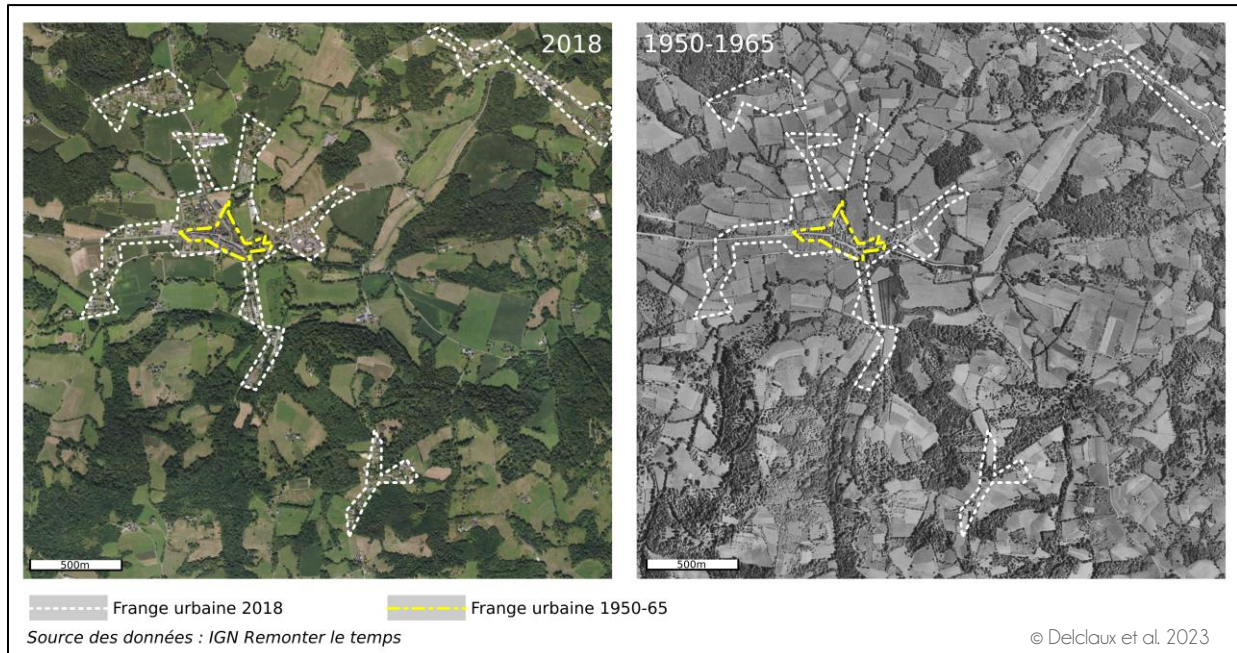 2018
1950-1965
500m
500m
Frange urbaine 2018
Frange urbaine 1950-65
Source des données : IGN Remonter le temps
© Delclaux et al. 2023